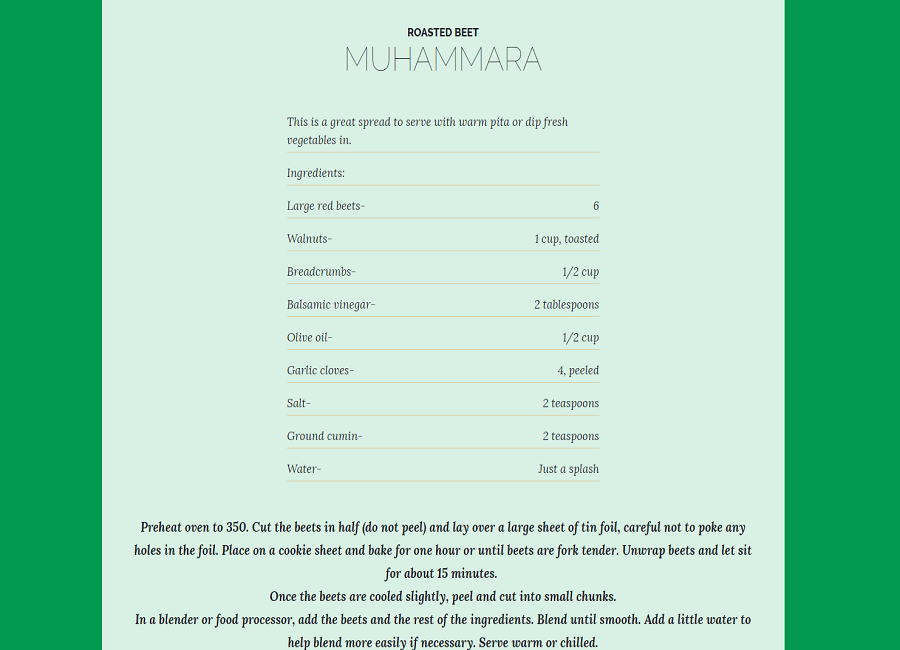 ROASTED BEET
MUHAMMARA
This is a great spread to serve with warm pita or dip fresh
vegetables in.
Ingredients:
Large red beets- 6
Walnuts- 1 cup, toasted
Breadcrumbs- 1/2 cup
Balsamic vinegar- 2 tablespoons
Olive oil- 1/2 cup
Garlic cloves- 4, peeled
Salt- 2 teaspoons
Ground cumin- 2 teaspoons
Water- Just a splash
Preheat oven to 350. Cut the beets in half (do not peel) and lay over a large sheet of tin foil, careful not to poke any
holes in the foil. Place on a cookie sheet and bake for one hour or until beets are fork tender. Unwrap beets and let sit
for about 15 minutes.
Once the beets are cooled slightly, peel and cut into small chunks.
In a blender or food processor, add the beets and the rest of the ingredients. Blend until smooth. Add a little water to
help blend more easily if necessary. Serve warm or chilled.